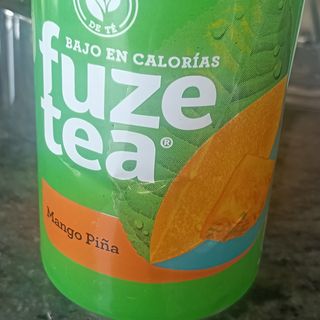 DE TÉ
BAJO EN CALORÍAS
fuze
tea®
Mango Piña